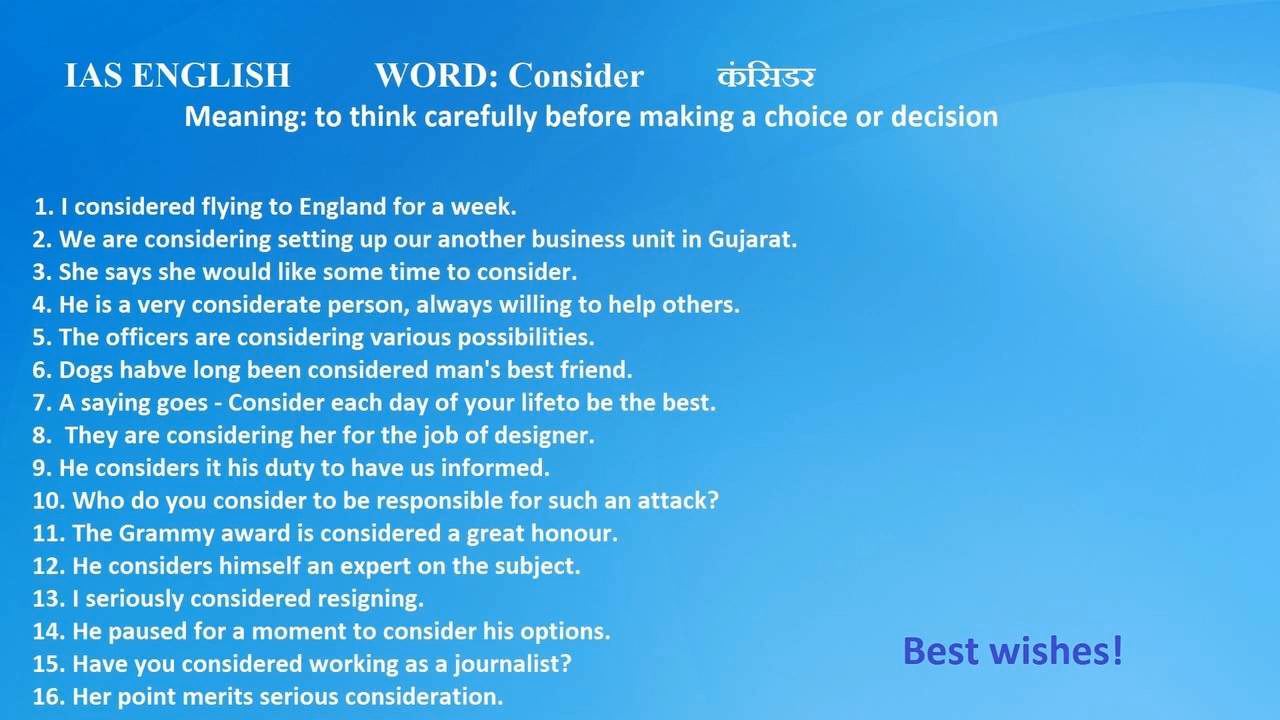 IAS ENGLISH WORD: Consider कंसिडर
Meaning: to think carefully before making a choice or decision
1. I considered flying to England for a week.
2. We are considering setting up our another business unit in Gujarat.
3. She says she would like some time to consider.
4. He is a very considerate person, always willing to help others.
5. The officers are considering various possibilities.
6. Dogs habve long been considered man's best friend.
7. A saying goes - Consider each day of your lifeto be the best.
8. They are considering her for the job of designer.
9. He considers it his duty to have us informed.
10. Who do you consider to be responsible for such an attack?
11. The Grammy award is considered a great honour.
12. He considers himself an expert on the subject.
13. I seriously considered resigning.
14. He paused for a moment to consider his options.
15. Have you considered working as a journalist?
16. Her point merits serious consideration.
Best wishes!